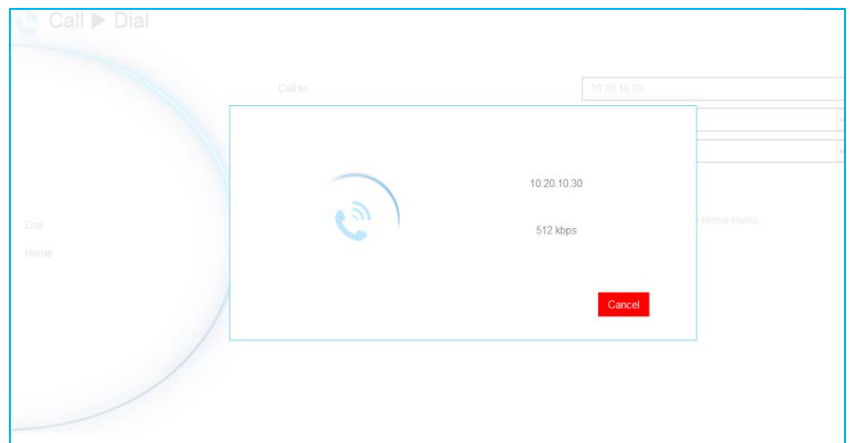 Call ▶ Dial
Call to
10.20.10.30
10.20.10.30
Dial
512 kbps
Home menu
Home
Cancel